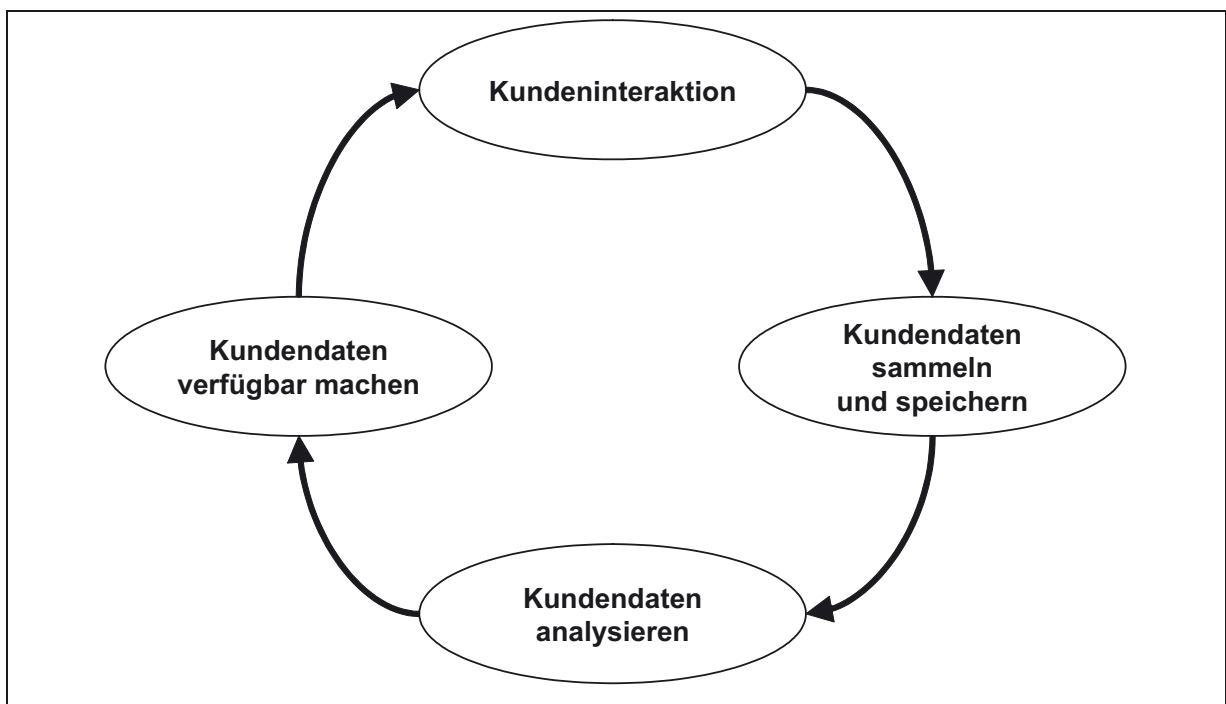 Kundeninteraktion
Kundendaten
sammeln
und speichern
Kundendaten
analysieren
Kundendaten
verfügbar machen